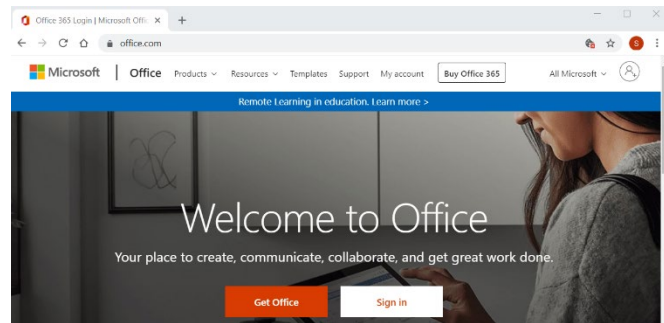 Office 365 Login | Microsoft Offi
office.com
S
Microsoft | Office Products Resources Templates Support My account Buy Office 365 All Microsoft
Remote Learning in education. Learn more >
Welcome to Office
Your place to create, communicate, collaborate, and get great work done.
Get Office Sign in